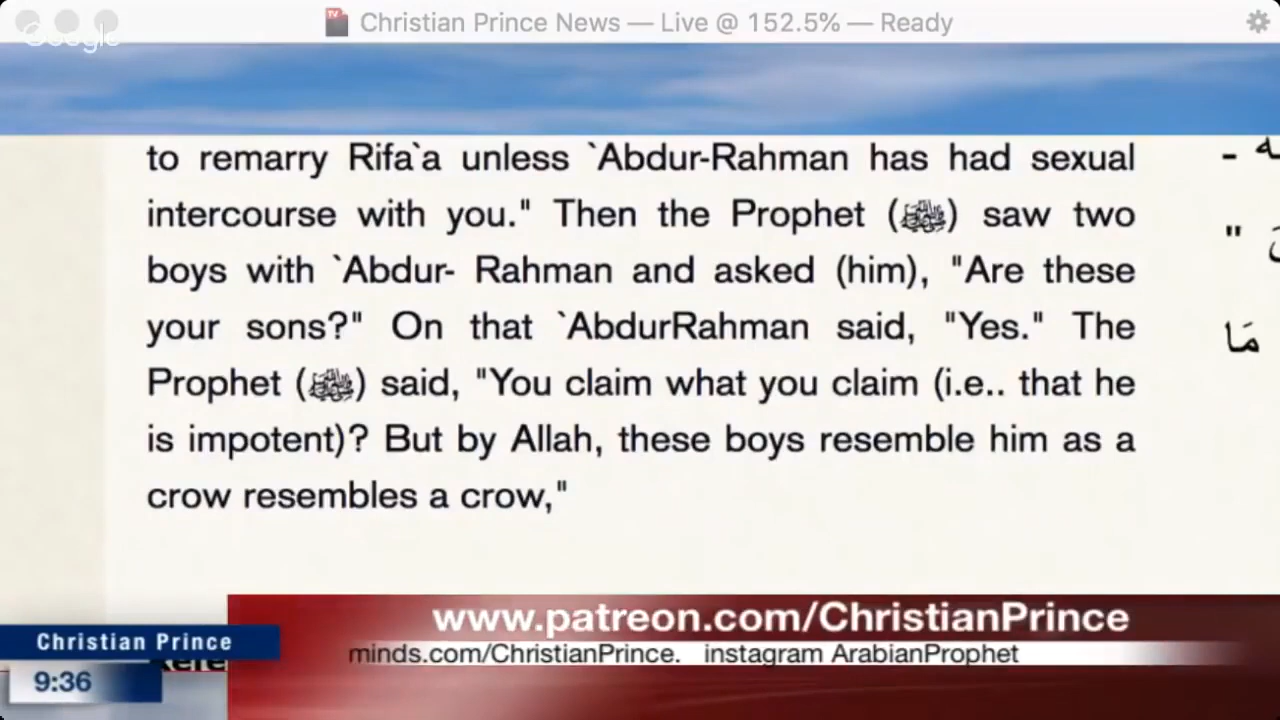 Christian Prince News — Live @ 152.5% — Ready
Google
to remarry Rifa`a unless `Abdur-Rahman has had sexual
intercourse with you." Then the Prophet (ﷺ) saw two
boys with `Abdur- Rahman and asked (him), "Are these
your sons?" On that `AbdurRahman said, "Yes." The
Prophet (ﷺ) said, "You claim what you claim (i.e.. that he
is impotent)? But by Allah, these boys resemble him as a
crow resembles a crow,"
مَا
www.patreon.com/ChristianPrince
Christian Prince
minds.com/ChristianPrince. instagram ArabianProphet
9:36